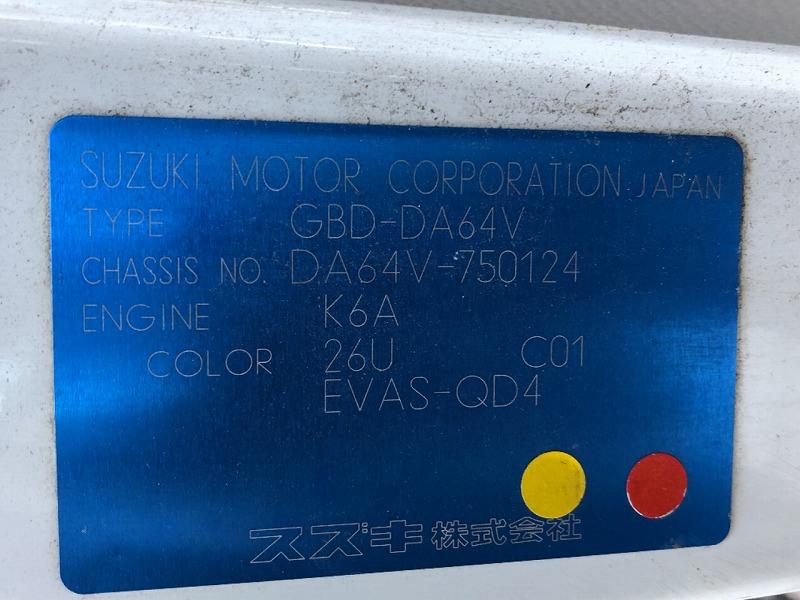 SUZUKI MOTOR CORPORATION JAPAN
TYPE GBD-DA64V
CHASSIS NO. DA64V-750124
ENGINE K6A
COLOR 26U C01
EVAS-QD4
スズキ株式会社